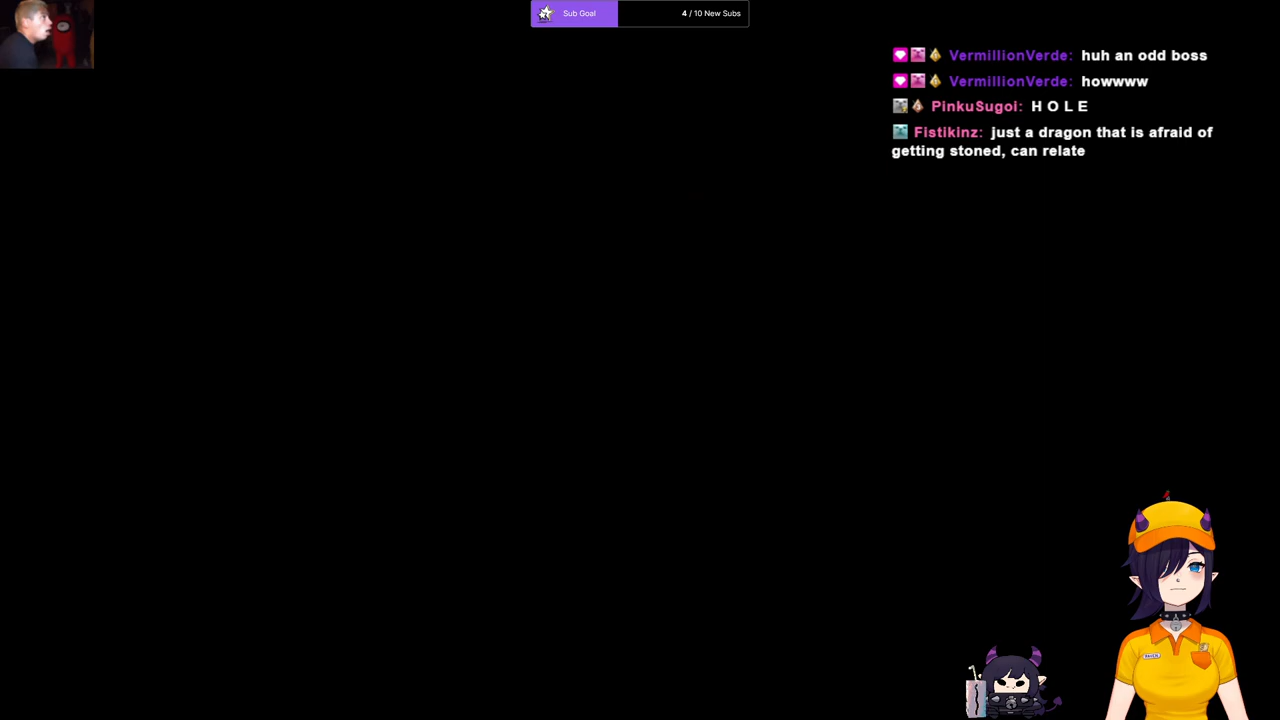 Sub Goal
4 / 10 New Subs
VermillionVerde: huh an odd boss
VermillionVerde: howwww
PinkuSugoi: H O L E
Fistikinz: just a dragon that is afraid of
getting stoned, can relate
RAVEN